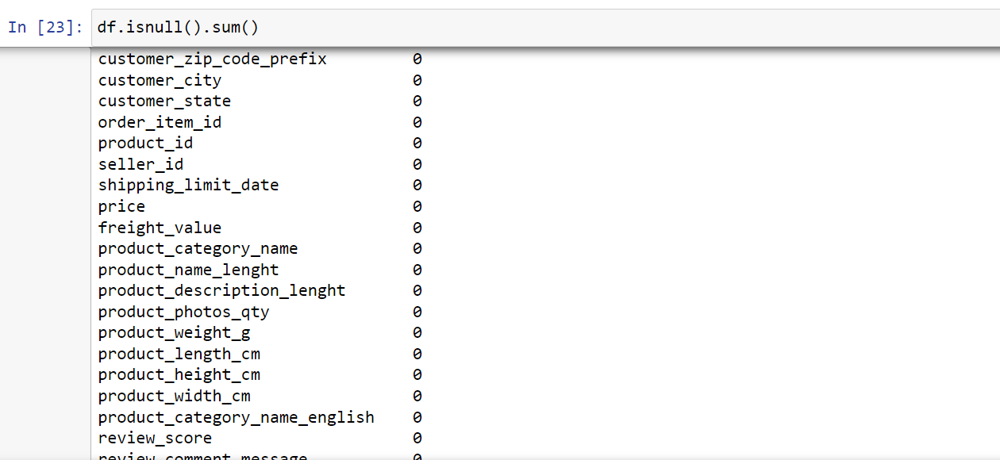 In [23]: df.isnull().sum()
customer_zip_code_prefix 0
customer_city 0
customer_state 0
order_item_id 0
product_id 0
seller_id 0
shipping_limit_date 0
price 0
freight_value 0
product_category_name 0
product_name_lenght 0
product_description_lenght 0
product_photos_qty 0
product_weight_g 0
product_length_cm 0
product_height_cm 0
product_width_cm 0
product_category_name_english 0
review_score 0
review_comment_message 0